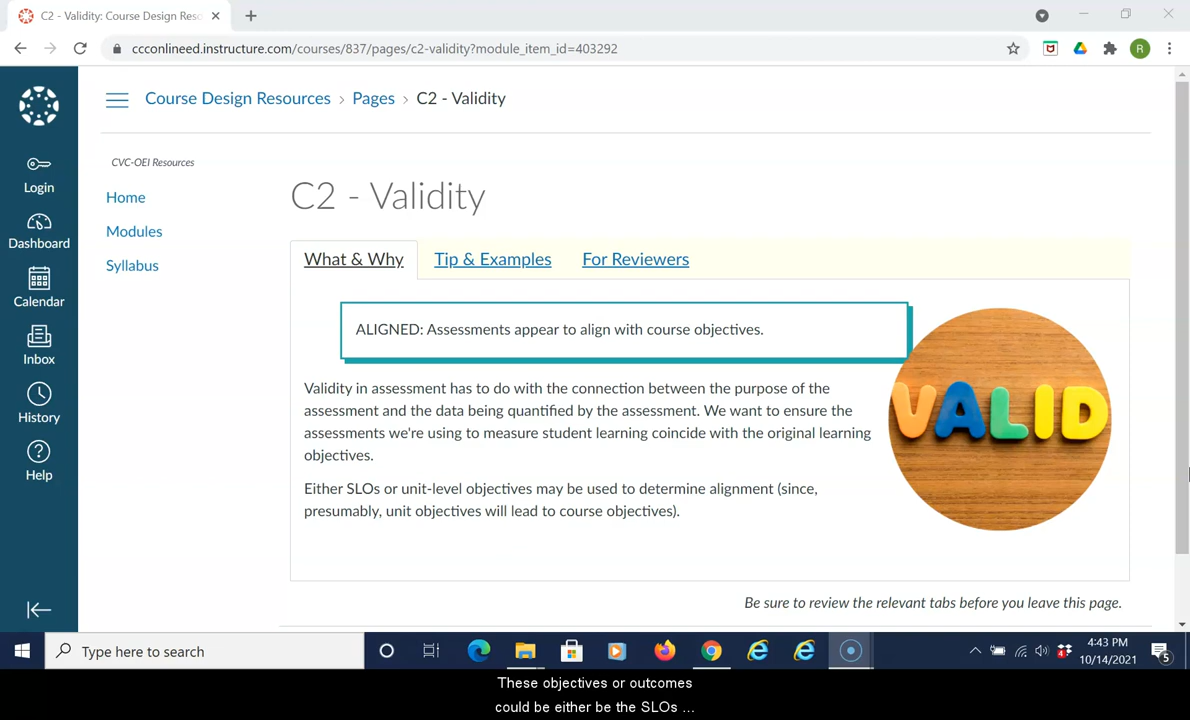 C2 - Validity: Course Design Reso
ccconlineed.instructure.com/courses/837/pages/c2-validity?module_item_id=403292
R
Course Design Resources › Pages › C2 - Validity
CVC-OEI Resources
Login
Home
C2 - Validity
Modules
Dashboard
Syllabus
What & Why
Tip & Examples
For Reviewers
Calendar
ALIGNED: Assessments appear to align with course objectives.
Inbox
Validity in assessment has to do with the connection between the purpose of the
assessment and the data being quantified by the assessment. We want to ensure the
assessments we're using to measure student learning coincide with the original learning
objectives.
VALID
History
Help
Either SLOs or unit-level objectives may be used to determine alignment (since,
presumably, unit objectives will lead to course objectives).
Be sure to review the relevant tabs before you leave this page.
Type here to search
4:43 PM
10/14/2021
5
These objectives or outcomes
could be either be the SLOs ...